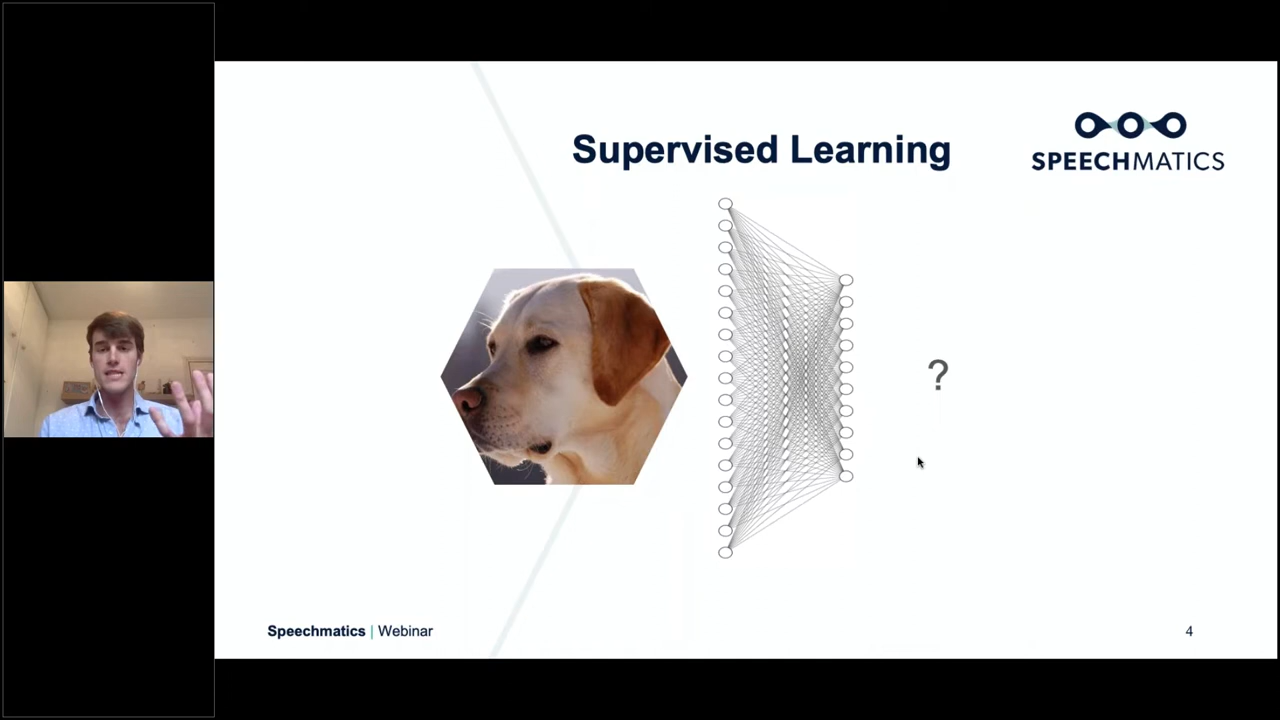 Supervised Learning
SPEECHMATICS
?
Speechmatics | Webinar
4